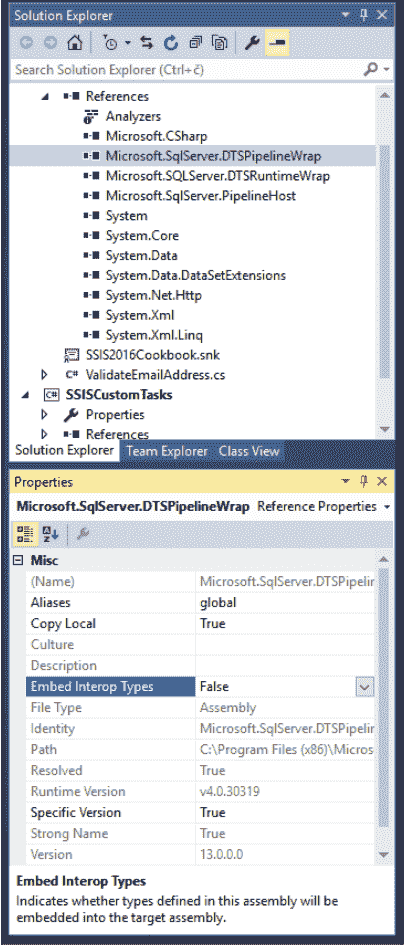 Solution Explorer
Search Solution Explorer (Ctrl+č)
References
Analyzers
Microsoft.CSharp
Microsoft.SqlServer.DTSPipelineWrap
Microsoft.SQLServer.DTSRuntimeWrap
Microsoft.SqlServer.PipelineHost
System
System.Core
System.Data
System.Data.DataSetExtensions
System.Net.Http
System.Xml
System.Xml.Linq
SSIS2016Cookbook.snk
C# ValidateEmailAddress.cs
C# SSISCustomTasks
Properties
References
Solution Explorer Team Explorer Class View
Properties
Microsoft.SqlServer.DTSPipelineWrap Reference Properties
Misc
(Name) Microsoft.SqlServer.DTSPipelir
Aliases global
Copy Local True
Culture
Description
Embed Interop Types False
File Type Assembly
Identity Microsoft.SqlServer.DTSPipelir
Path C:\Program Files (x86)\Micros
Resolved True
Runtime Version v4.0.30319
Specific Version True
Strong Name True
Version 13.0.0.0
Embed Interop Types
Indicates whether types defined in this assembly will be
embedded into the target assembly.